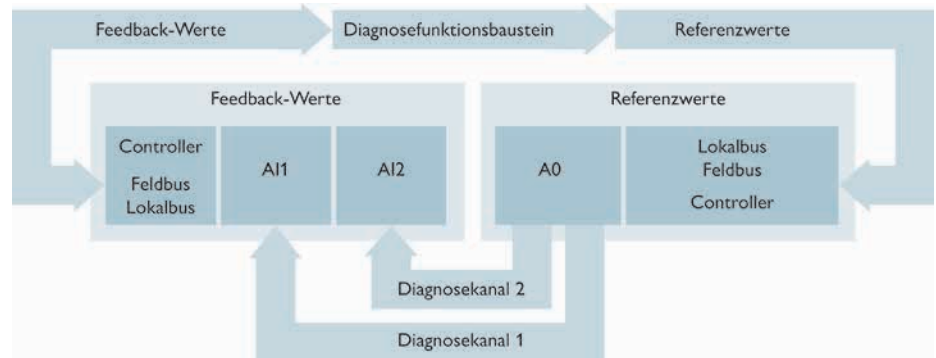 Feedback-Werte
Diagnosefunktionsbaustein
Referenzwerte
Feedback-Werte
Controller
Feldbus
Lokalbus
AI1
AI2
Referenzwerte
A0
Lokalbus
Feldbus
Controller
Diagnosekanal 2
Diagnosekanal 1